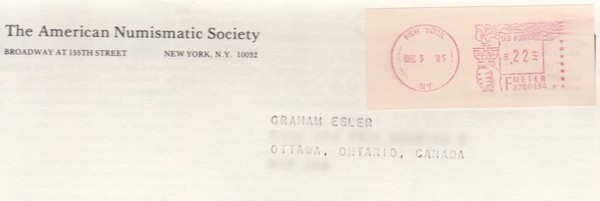 The American Numismatic Society
BROADWAY AT 155TH STREET NEW YORK, N.Y. 10032
NEW YORK
NY
U.S. POSTAGE
.22
METER
GRAHAM ESLER
OTTAWA, ONTARIO, CANADA